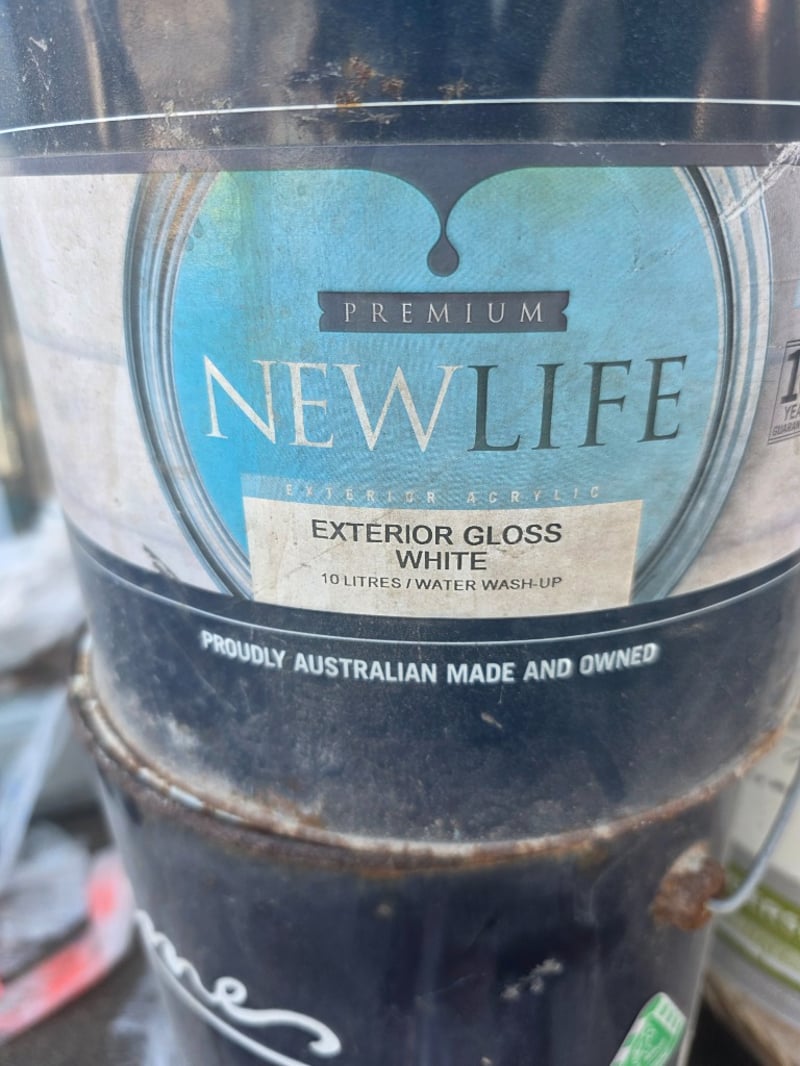 PREMIUM
NEWLIFE
EXTERIOR ACRYLIC
EXTERIOR GLOSS
WHITE
10 LITRES / WATER WASH-UP
PROUDLY AUSTRALIAN MADE AND OWNED